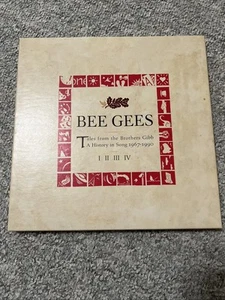 BEE GEES
Tales from the Brothers Gibb
A History in Song 1967-1990
I II III IV